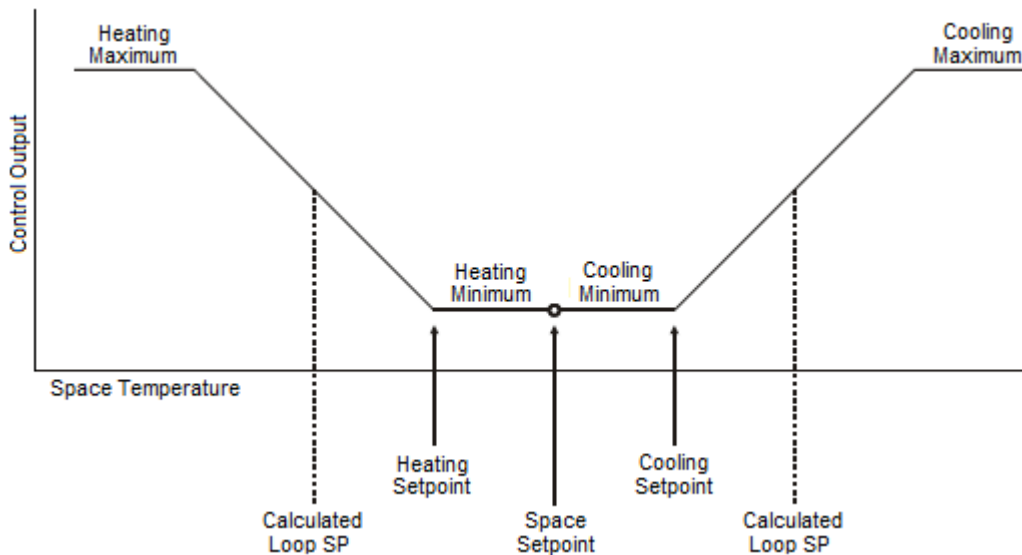 Heating
Maximum
Cooling
Maximum
Control Output
Heating
Minimum
Cooling
Minimum
Space Temperature
Heating
Setpoint
Cooling
Setpoint
Calculated
Loop SP
Space
Setpoint
Calculated
Loop SP